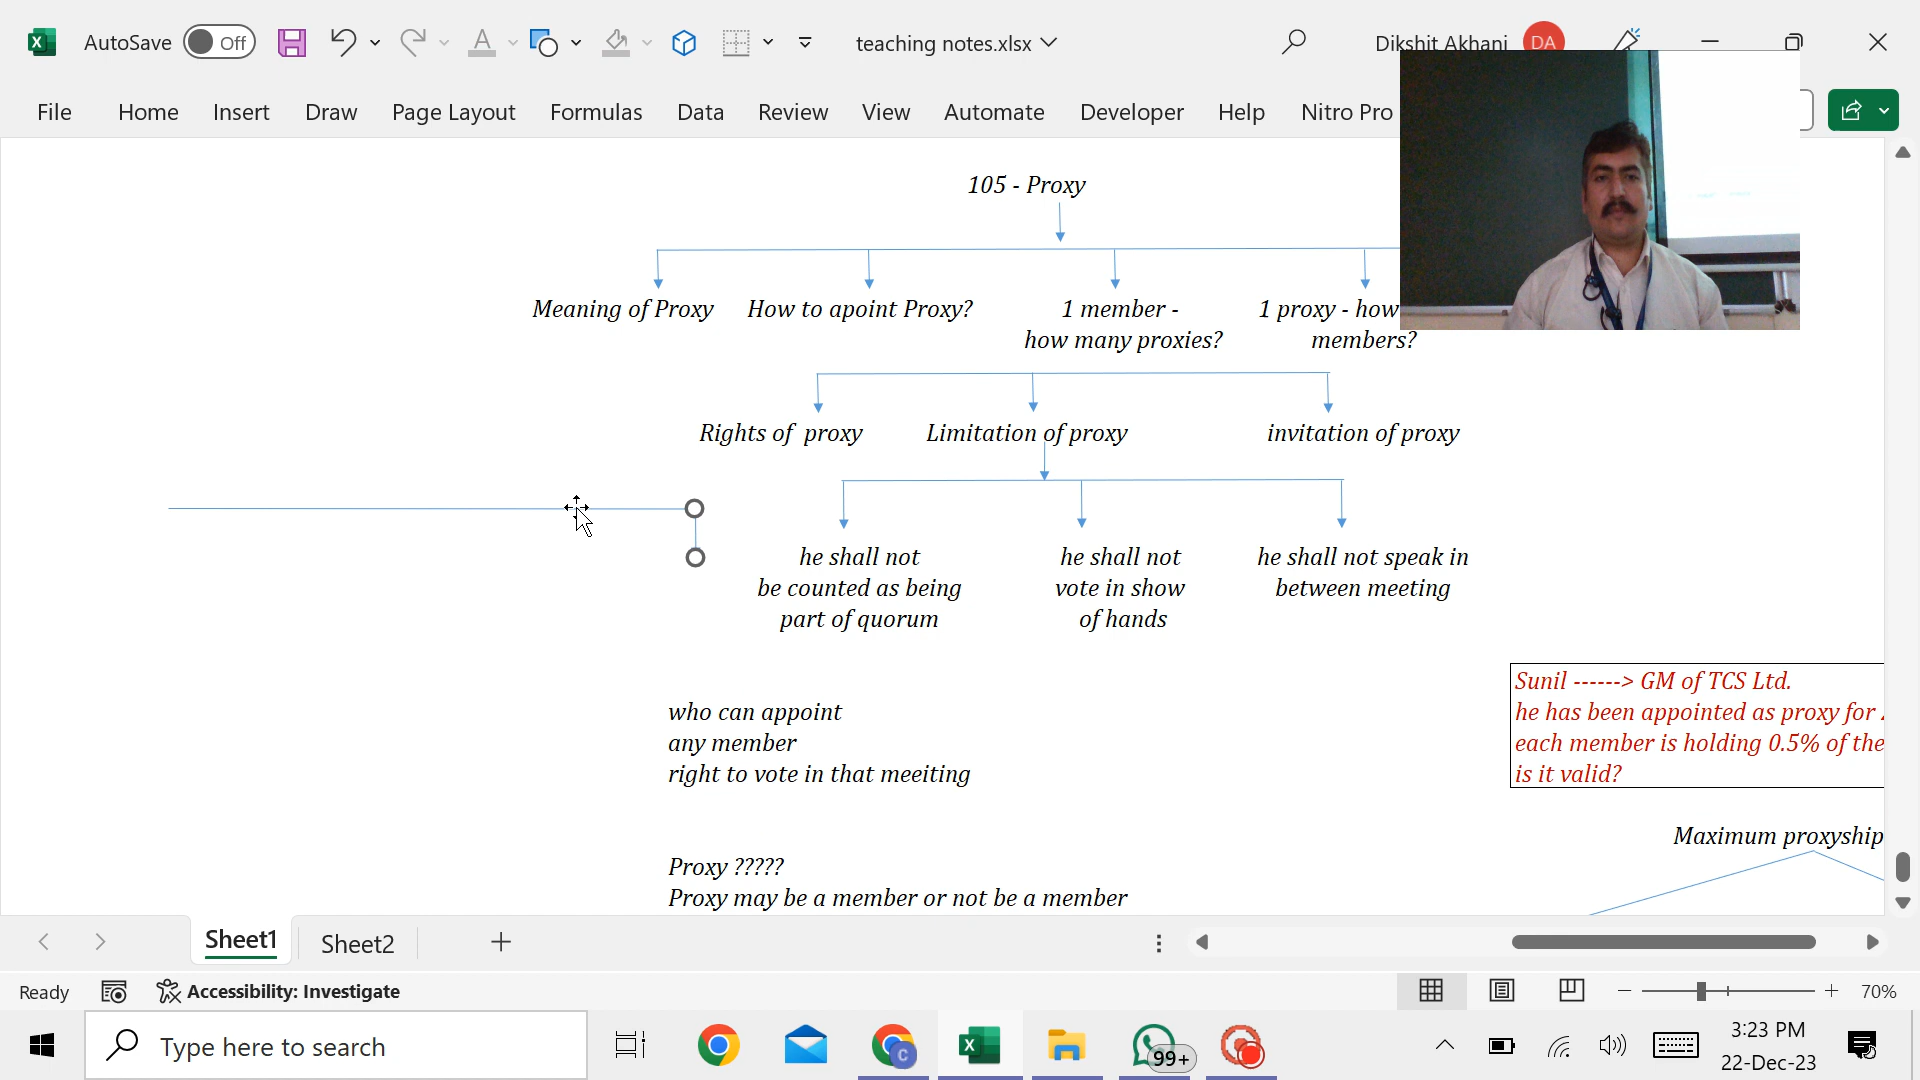 AutoSave Off teaching notes.xlsx Dikshit Akhani DA
File Home Insert Draw Page Layout Formulas Data Review View Automate Developer Help Nitro Pro
105 - Proxy
Meaning of Proxy How to apoint Proxy? 1 member - 1 proxy - how
how many proxies? members?
Rights of proxy Limitation of proxy invitation of proxy
he shall not he shall not he shall not speak in
be counted as being vote in show between meeting
part of quorum of hands
Sunil ------> GM of TCS Ltd.
who can appoint he has been appointed as proxy for
any member each member is holding 0.5% of the
right to vote in that meeiting is it valid?
Maximum proxyship
Proxy ?????
Proxy may be a member or not be a member
Sheet1 Sheet2
Ready Accessibility: Investigate 70%
Type here to search 99+ 3:23 PM
22-Dec-23